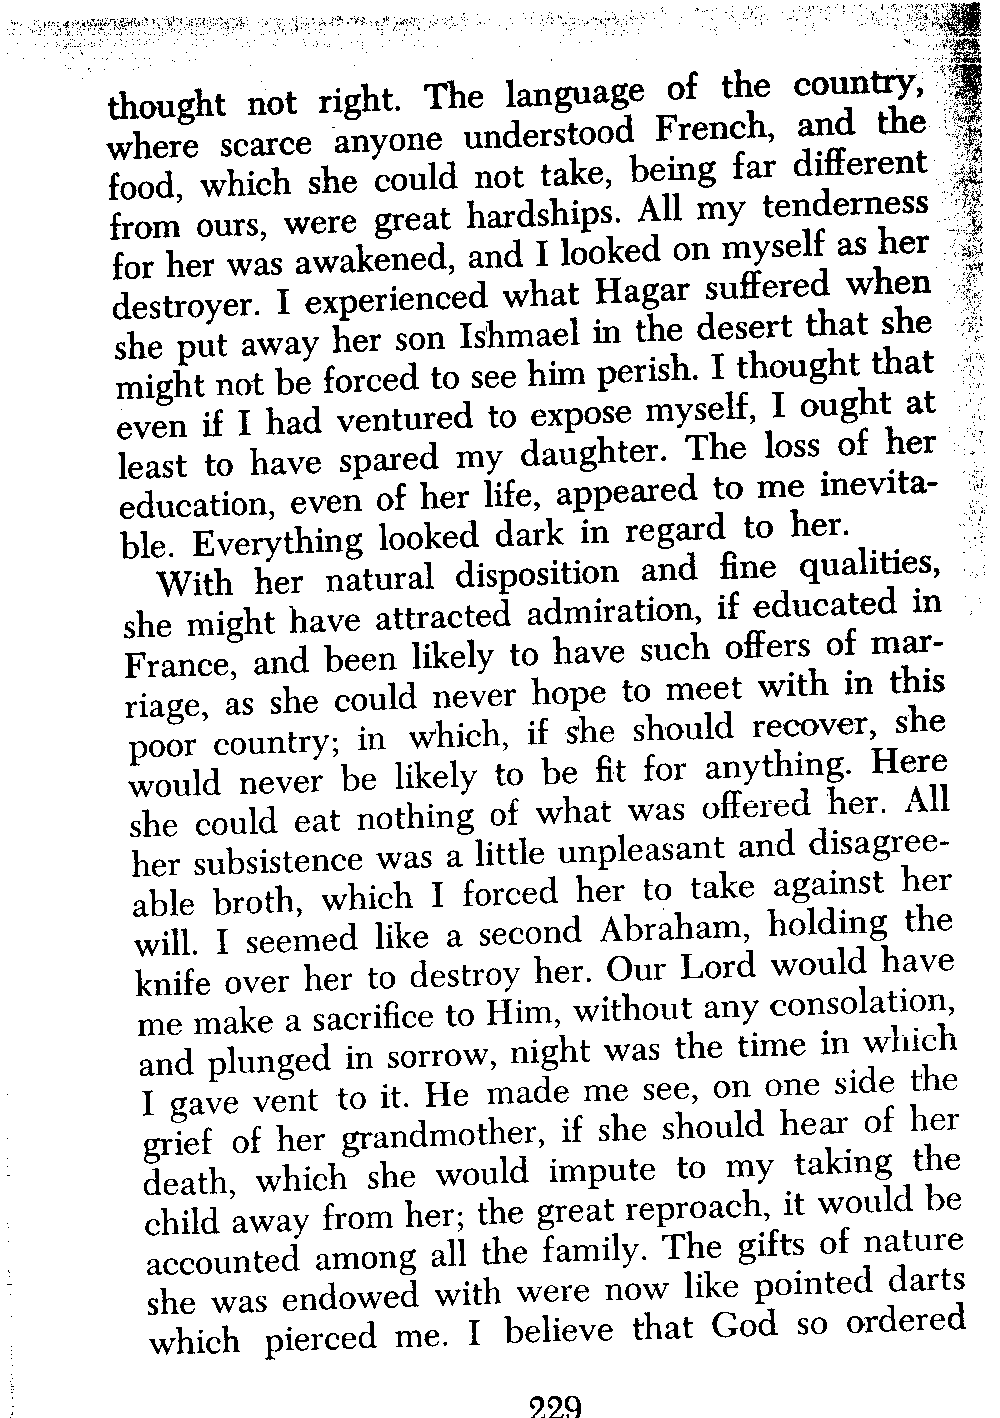 thought not right. The language of the country,
where scarce anyone understood French, and the
food, which she could not take, being far different
from ours, were great hardships. All my tenderness
for her was awakened, and I looked on myself as her
destroyer. I experienced what Hagar suffered when
she put away her son Ishmael in the desert that she
might not be forced to see him perish. I thought that
even if I had ventured to expose myself, I ought at
least to have spared my daughter. The loss of her
education, even of her life, appeared to me inevita-
ble. Everything looked dark in regard to her.
With her natural disposition and fine qualities,
she might have attracted admiration, if educated in
France, and been likely to have such offers of mar-
riage, as she could never hope to meet with in this
poor country; in which, if she should recover, she
would never be likely to be fit for anything. Here
she could eat nothing of what was offered her. All
her subsistence was a little unpleasant and disagree-
able broth, which I forced her to take against her
will. I seemed like a second Abraham, holding the
knife over her to destroy her. Our Lord would have
me make a sacrifice to Him, without any consolation,
and plunged in sorrow, night was the time in which
I gave vent to it. He made me see, on one side the
grief of her grandmother, if she should hear of her
death, which she would impute to my taking the
child away from her; the great reproach, it would be
accounted among all the family. The gifts of nature
she was endowed with were now like pointed darts
which pierced me. I believe that God so ordered
229